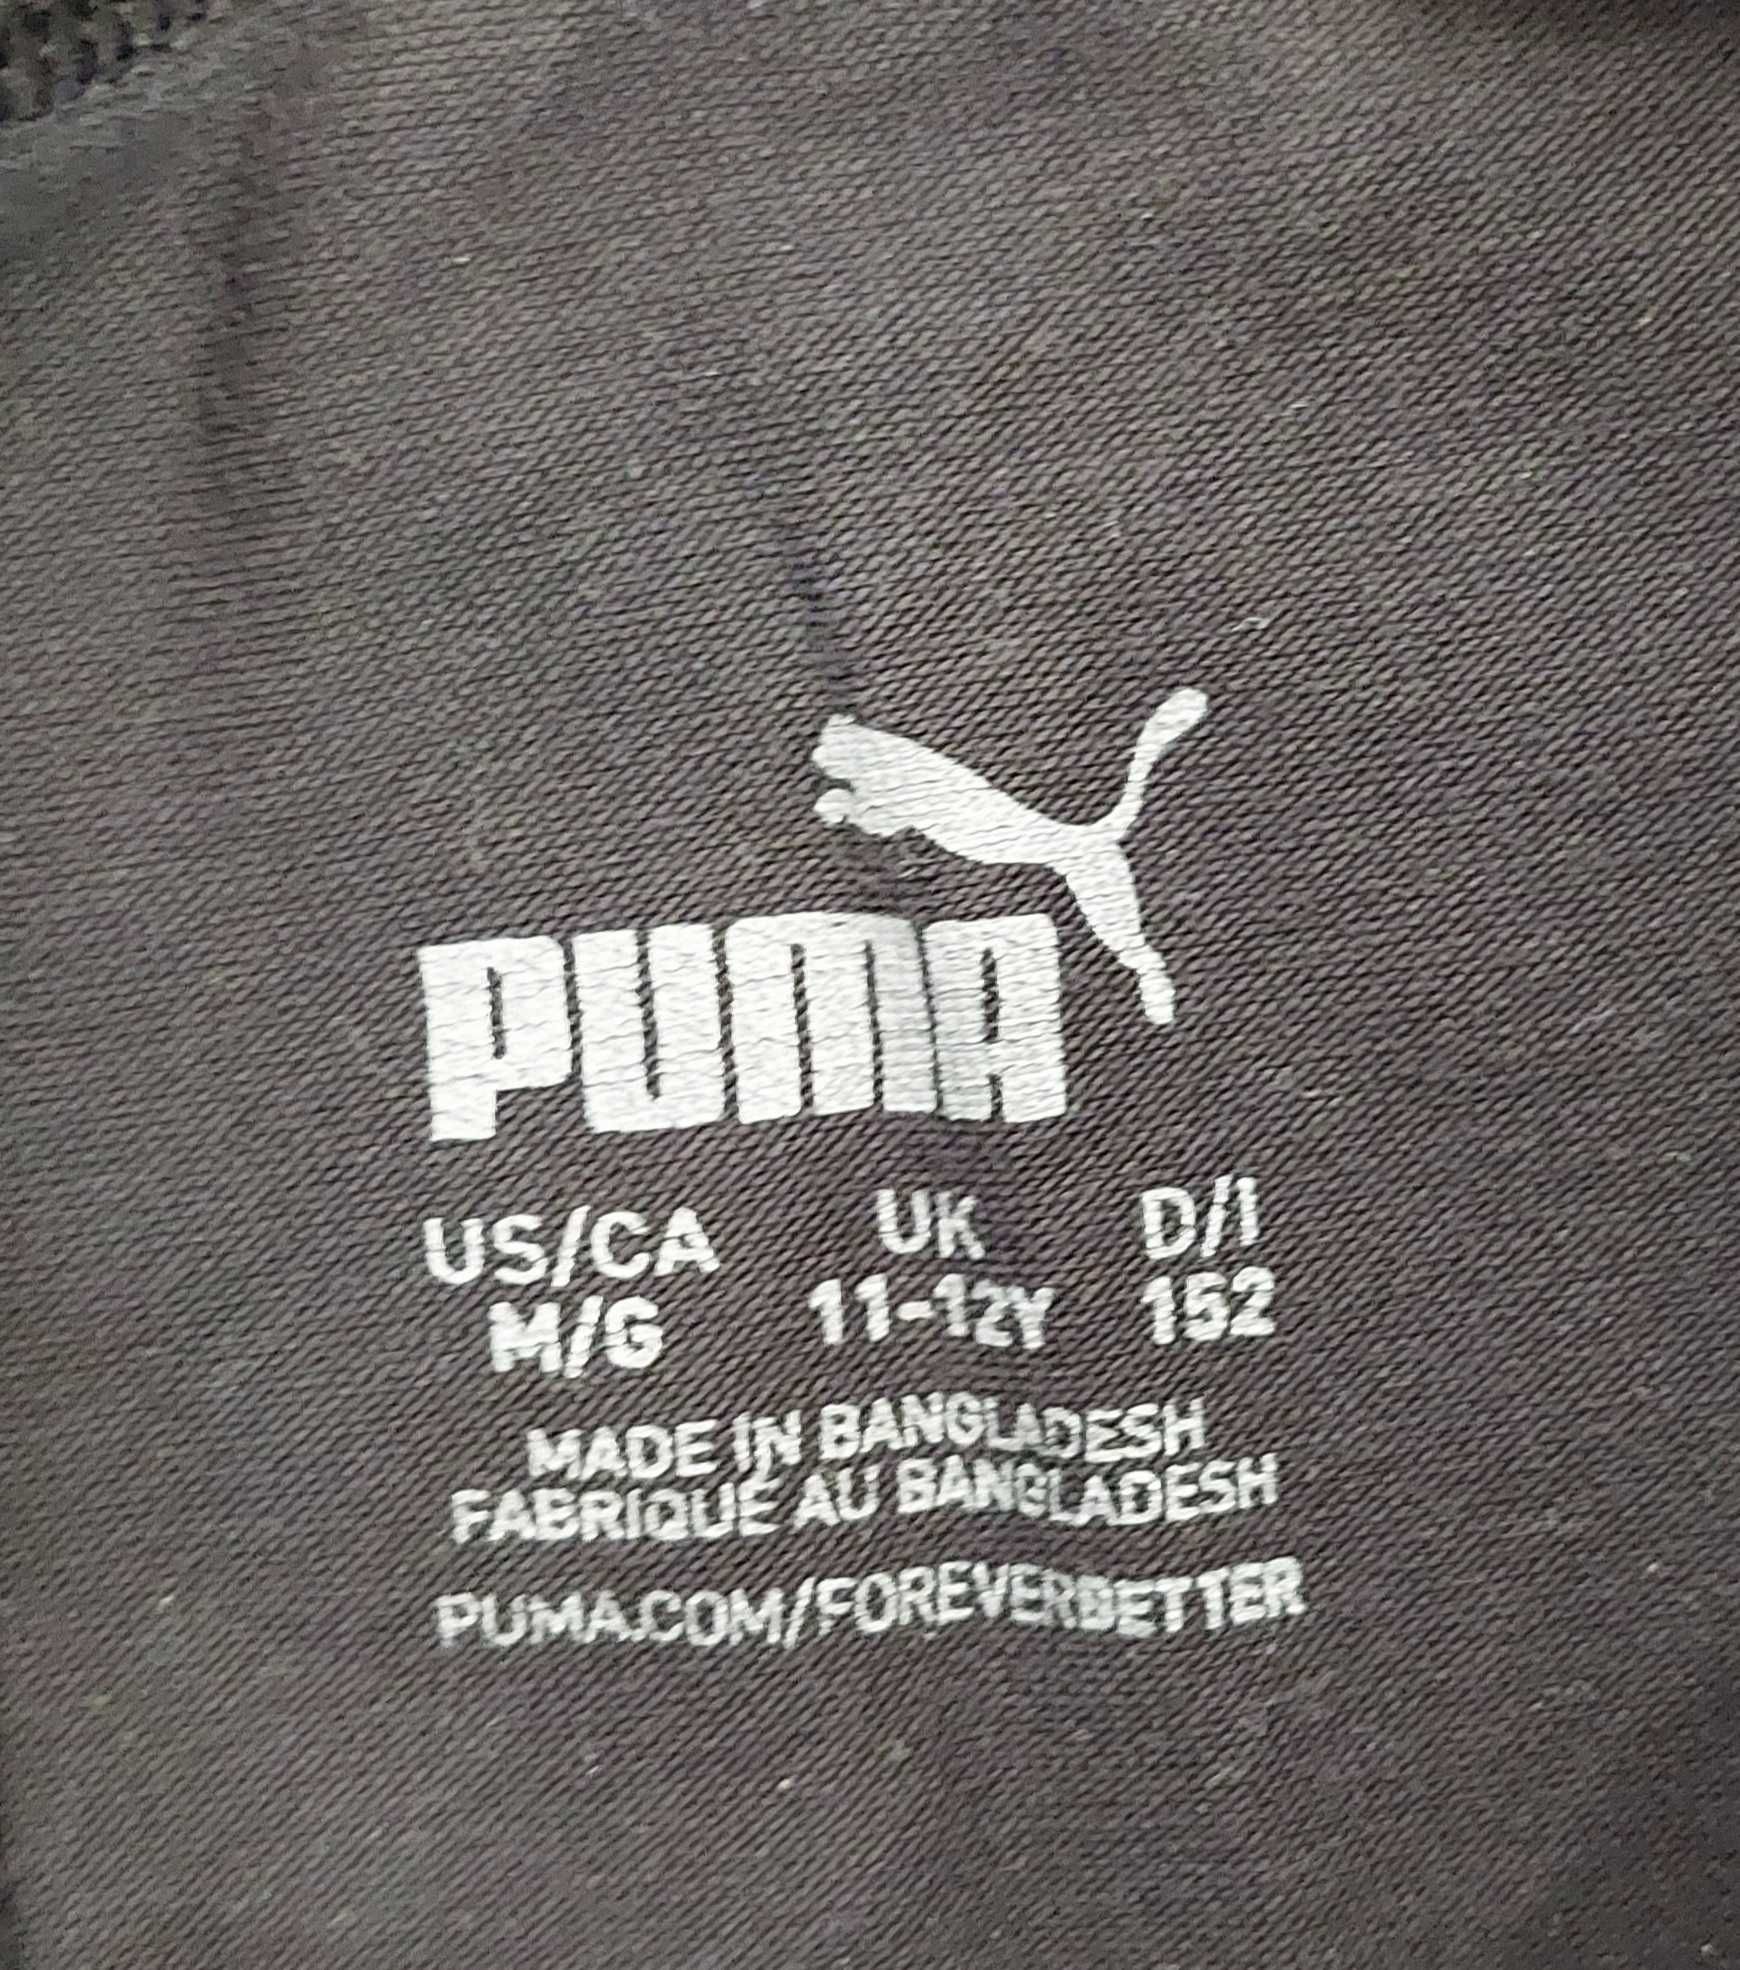 PUMA
US/CA UK D/I
M/G 11-12Y 152
MADE IN BANGLADESH
FABRIQUÉ AU BANGLADESH
PUMA.COM/FOREVERBETTER